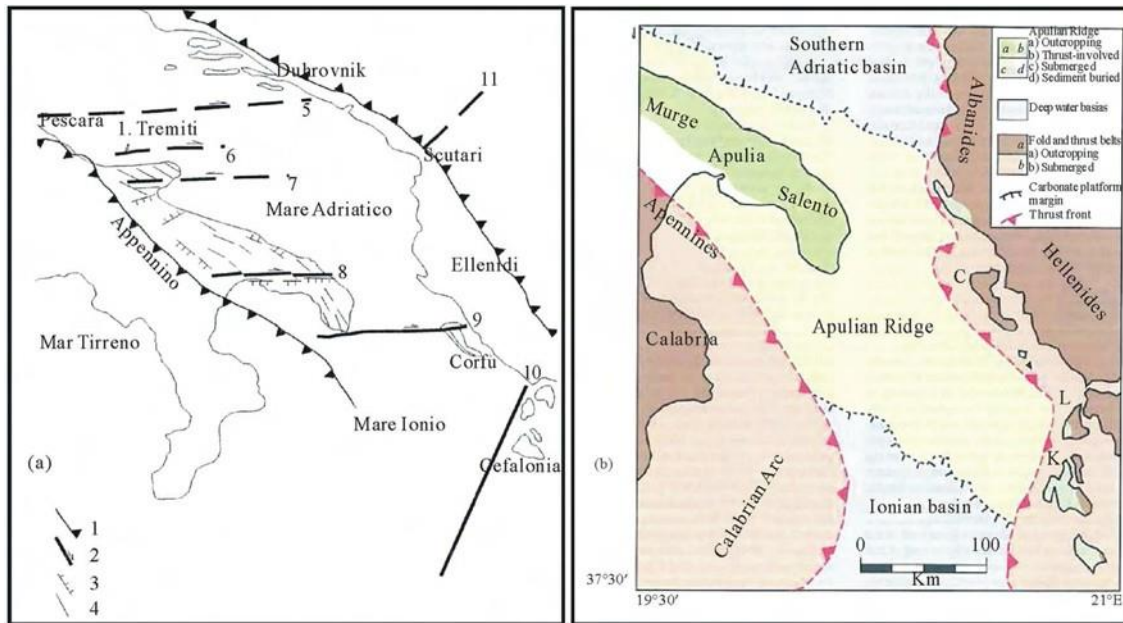 Dubrovnik
11
Pescara
5
1. Tremiti
6
Scutari
7
Mare Adriatico
Appennino
Ellenidi
8
9
Mar Tirreno
Corfu
10
Mare Ionio
Cefalonia
(a)
1
2
3
4
Southern
Adriatic basin
Albanides
Murge
Apulia
Salento
Apennines
C
Hellenides
Calabria
Apulian Ridge
L
K
(b)
Calabrian Arc
Ionian basin
0 100
Km
37°30′
19°30′ 21°E
Apulian Ridge
a b a) Outcropping
b) Thrust-involved
c d c) Submerged
d) Sediment buried
Deep water basias
a Fold and thrust belts
a) Outcropping
b b) Submerged
Carbonate platform
margin
Thrust front